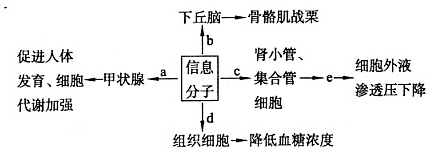 下丘脑→骨骼肌战栗
b
促进人体
发育、细胞←甲状腺
代谢加强
a
信息
分子
c
肾小管、
集合管
细胞
e
细胞外液
渗透压下降
d
组织细胞→降低血糖浓度